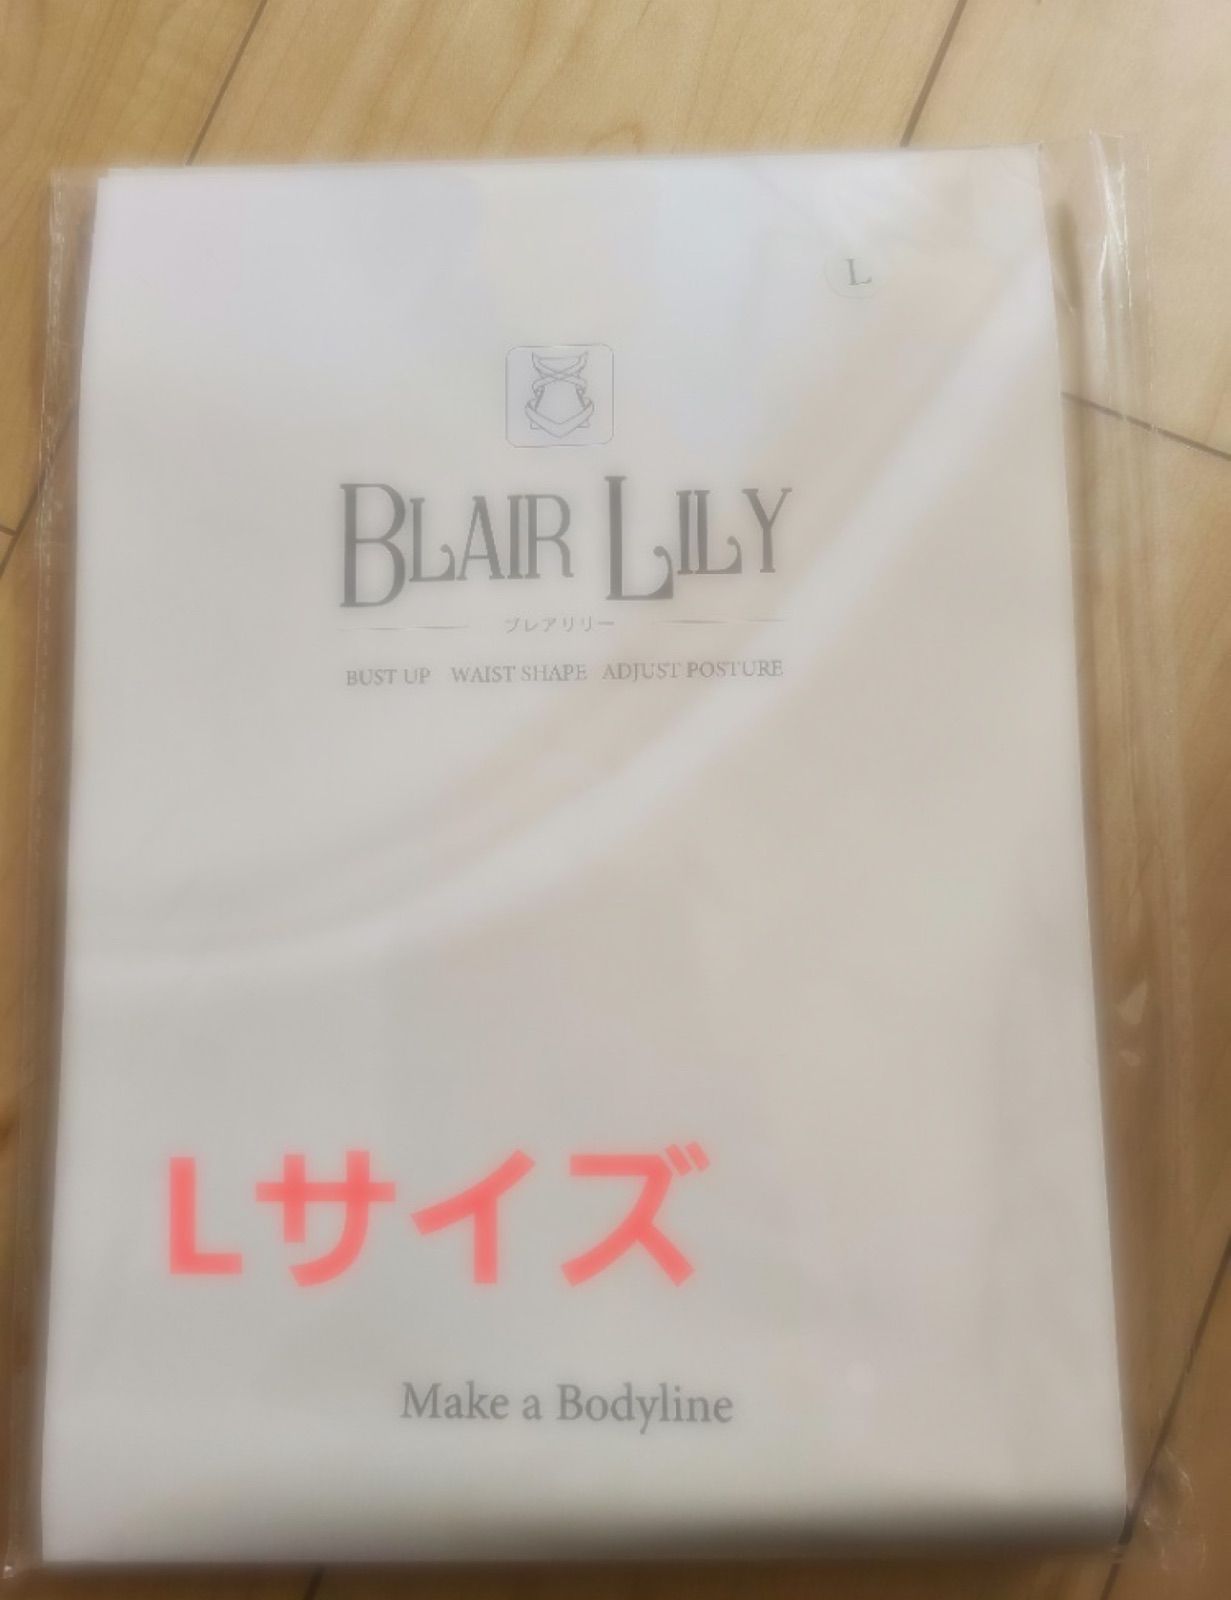 L
BLAIR LILY
ブレアリリー
BUST UP WAIST SHAPE ADJUST POSTURE
Lサイズ
Make a Bodyline